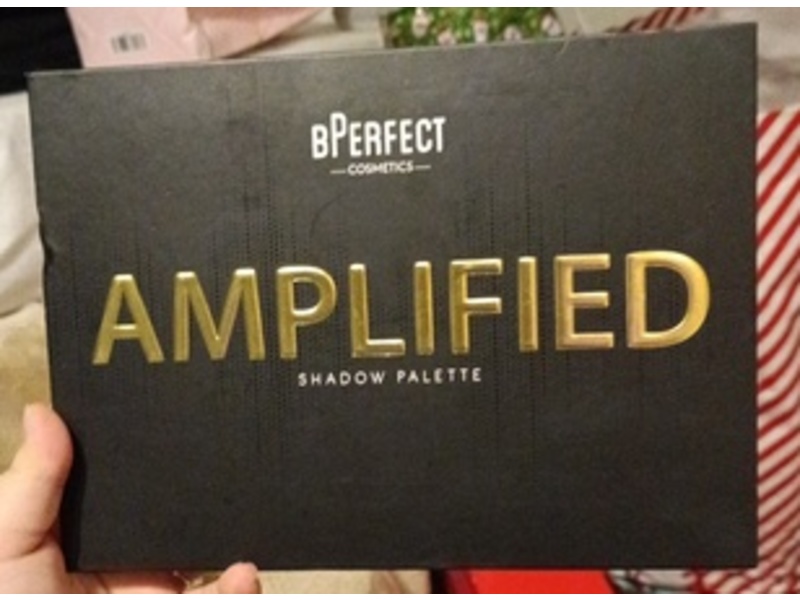 BPERFECT
COSMETICS
AMPLIFIED
SHADOW PALETTE